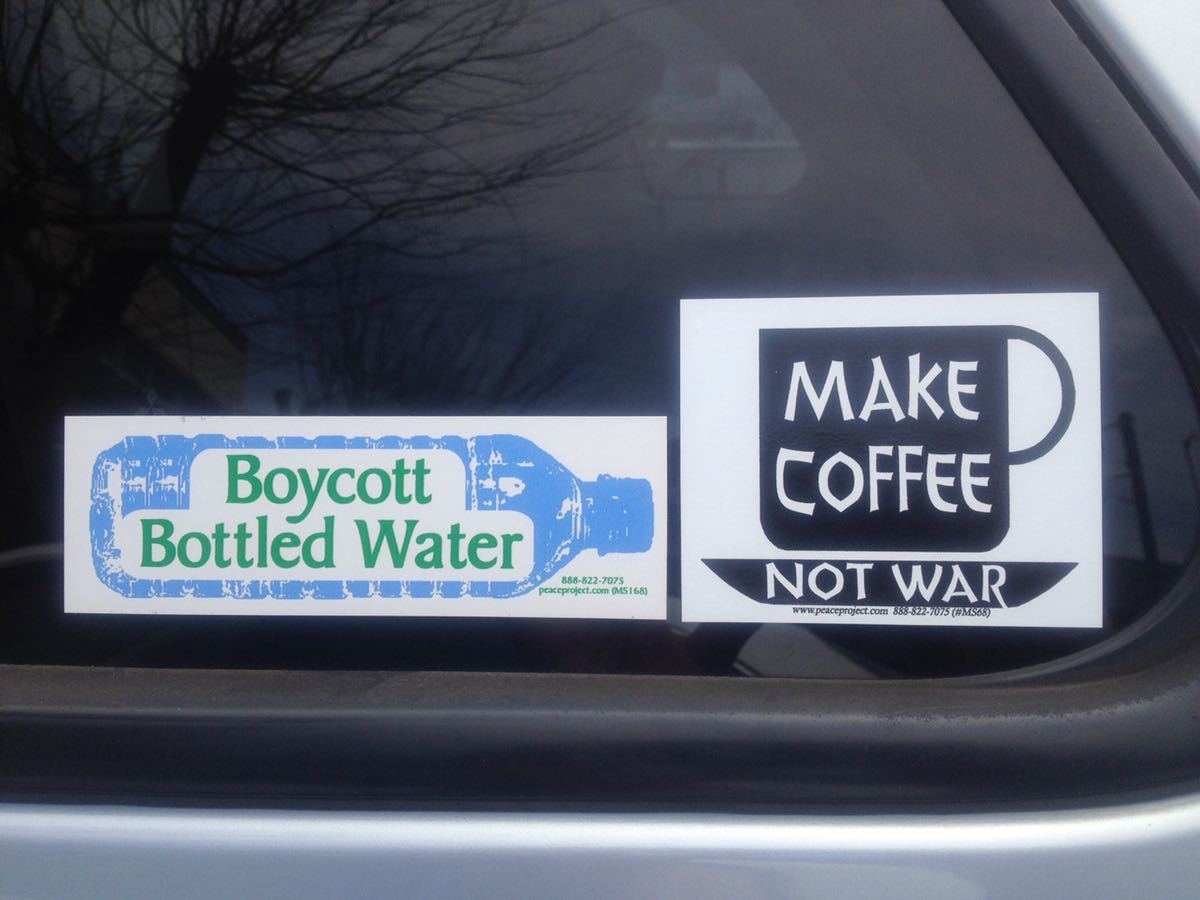 Boycott
Bottled Water
888-822-7075
peaceproject.com (MS168)
MAKE
COFFEE
NOT WAR
www.peaceproject.com 888-822-7075 (#MS68)